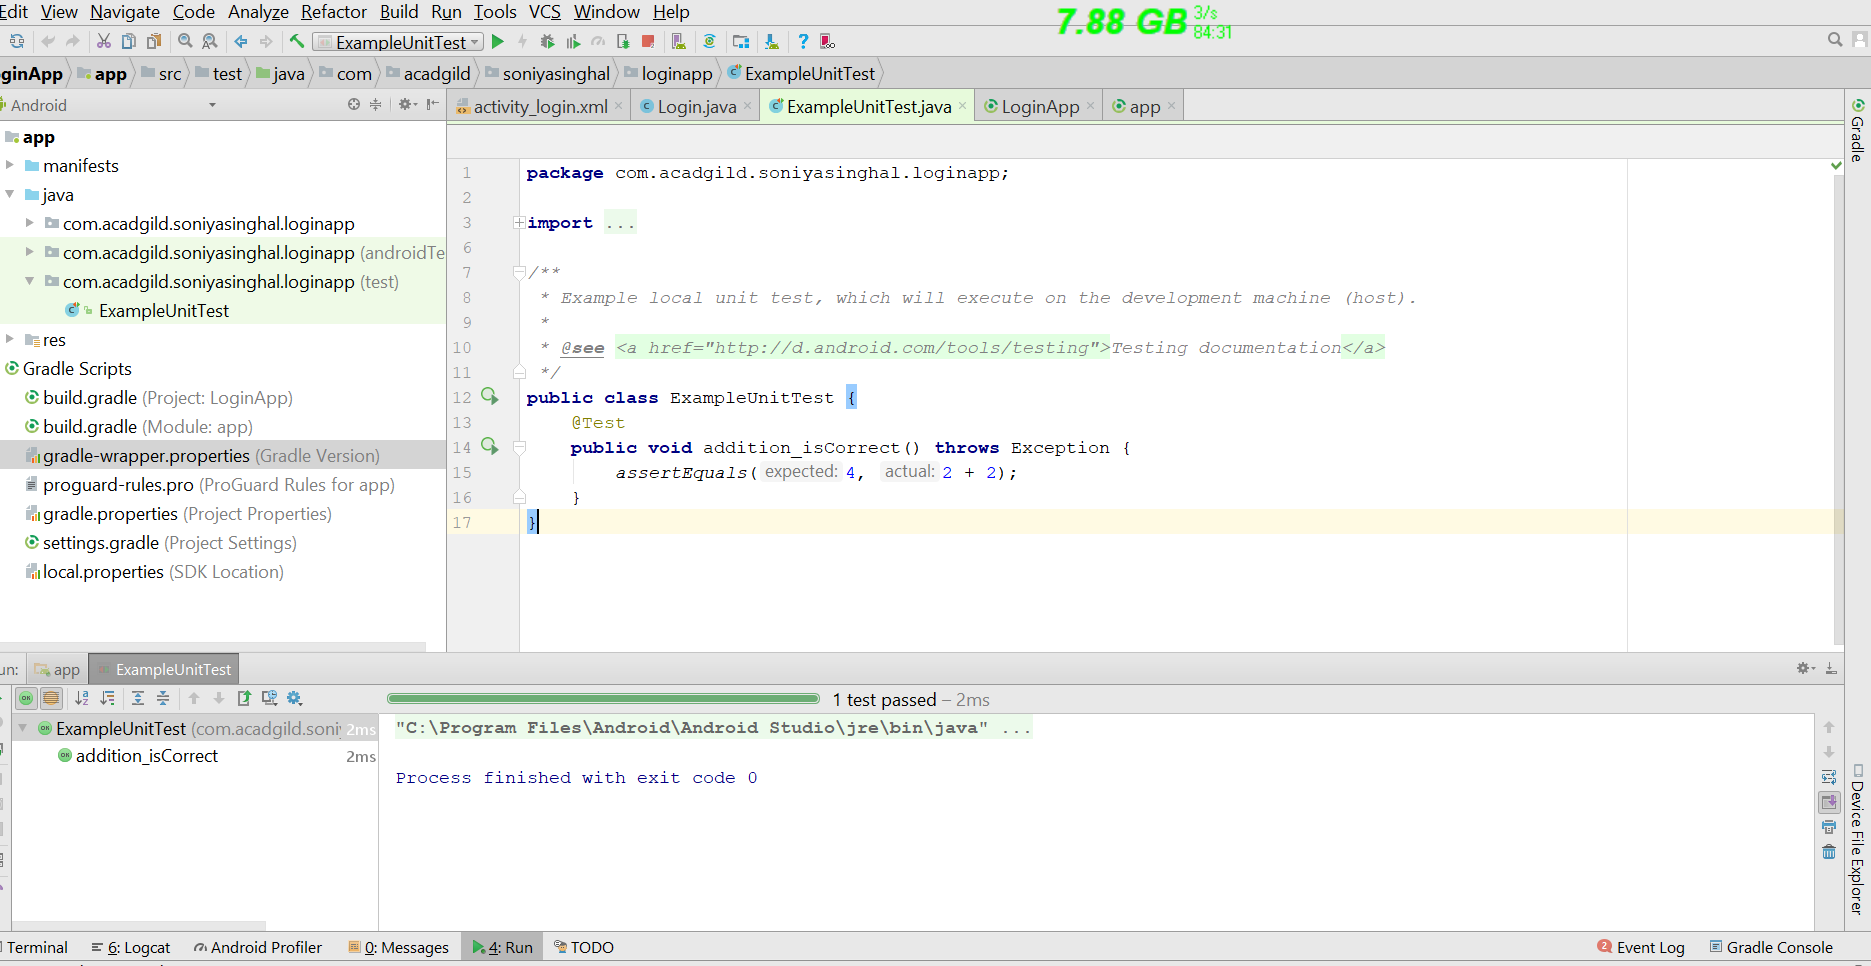 Edit View Navigate Code Analyze Refactor Build Run Tools VCS Window Help
7.88 GB 3/s 84:31
ExampleUnitTest
ginApp app src test java com acadgild soniyasinghal loginapp ExampleUnitTest
Android
activity_login.xml Login.java ExampleUnitTest.java LoginApp app
app
manifests
java
com.acadgild.soniyasinghal.loginapp
com.acadgild.soniyasinghal.loginapp (androidTe
com.acadgild.soniyasinghal.loginapp (test)
ExampleUnitTest
res
Gradle Scripts
build.gradle (Project: LoginApp)
build.gradle (Module: app)
gradle-wrapper.properties (Gradle Version)
proguard-rules.pro (ProGuard Rules for app)
gradle.properties (Project Properties)
settings.gradle (Project Settings)
local.properties (SDK Location)
1 package com.acadgild.soniyasinghal.loginapp;
2
3 import ...
6
7 /**
8 * Example local unit test, which will execute on the development machine (host).
9 *
10 * @see <a href="http://d.android.com/tools/testing">Testing documentation</a>
11 */
12 public class ExampleUnitTest {
13 @Test
14 public void addition_isCorrect() throws Exception {
15 assertEquals( expected: 4, actual: 2 + 2);
16 }
17 }
Gradle
Device File Explorer
un: app ExampleUnitTest
1 test passed – 2ms
ExampleUnitTest (com.acadgild.soni 2ms
addition_isCorrect 2ms
"C:\Program Files\Android\Android Studio\jre\bin\java" ...
Process finished with exit code 0
Terminal 6: Logcat Android Profiler 0: Messages 4: Run TODO 2 Event Log Gradle Console